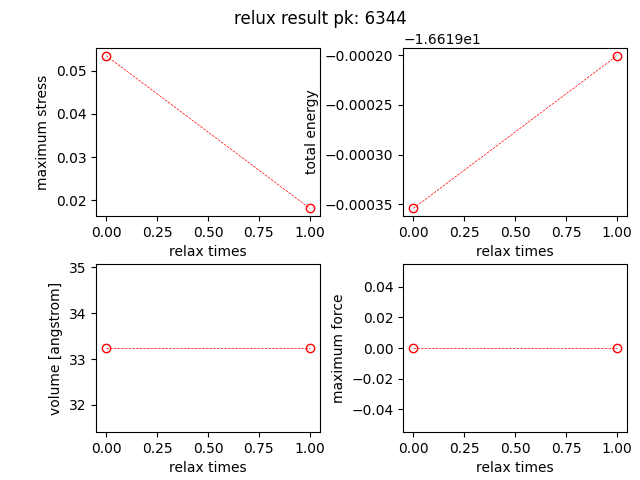 relux result pk: 6344
−1.6619e1
0.05
0.04
0.03
0.02
maximum stress
0.00 0.25 0.50 0.75 1.00
relax times
−0.00020
−0.00025
−0.00030
−0.00035
total energy
0.00 0.25 0.50 0.75 1.00
relax times
35
34
33
32
volume [angstrom]
0.00 0.25 0.50 0.75 1.00
relax times
0.04
0.02
0.00
−0.02
−0.04
maximum force
0.00 0.25 0.50 0.75 1.00
relax times